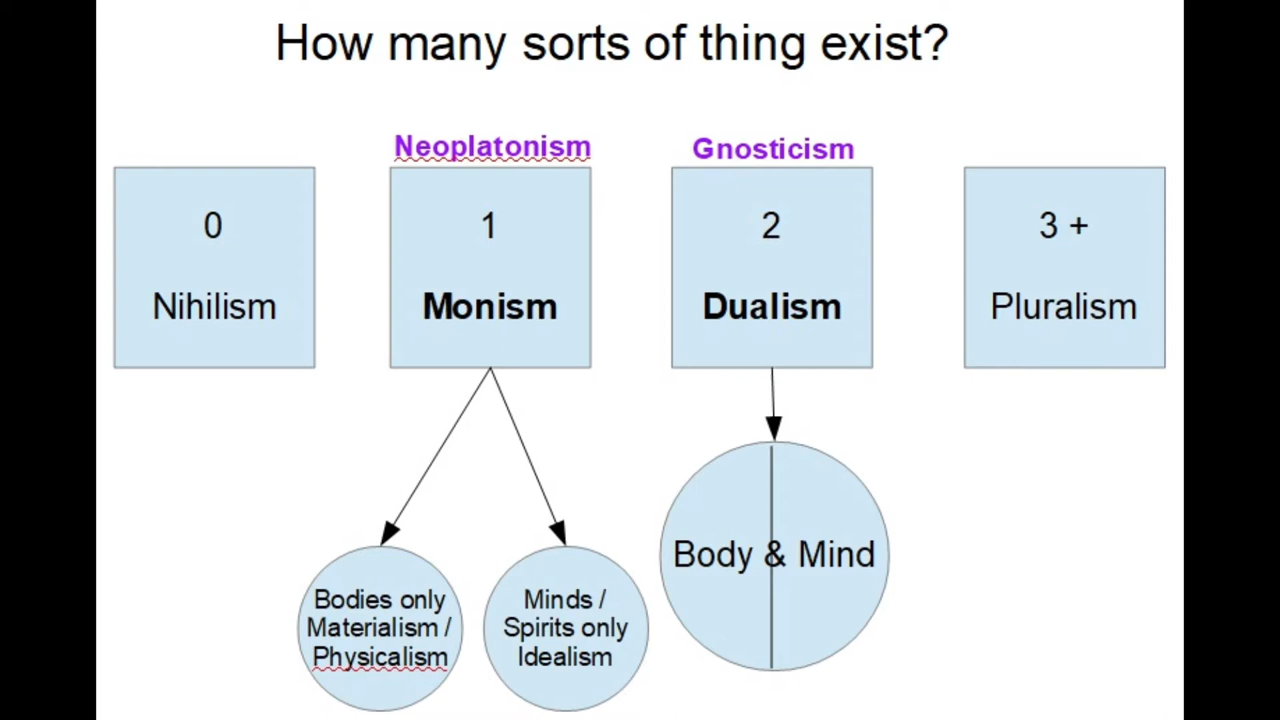 How many sorts of thing exist?
Neoplatonism
Gnosticism
0
Nihilism
1
Monism
2
Dualism
3 +
Pluralism
Bodies only
Materialism /
Physicalism
Minds /
Spirits only
Idealism
Body & Mind